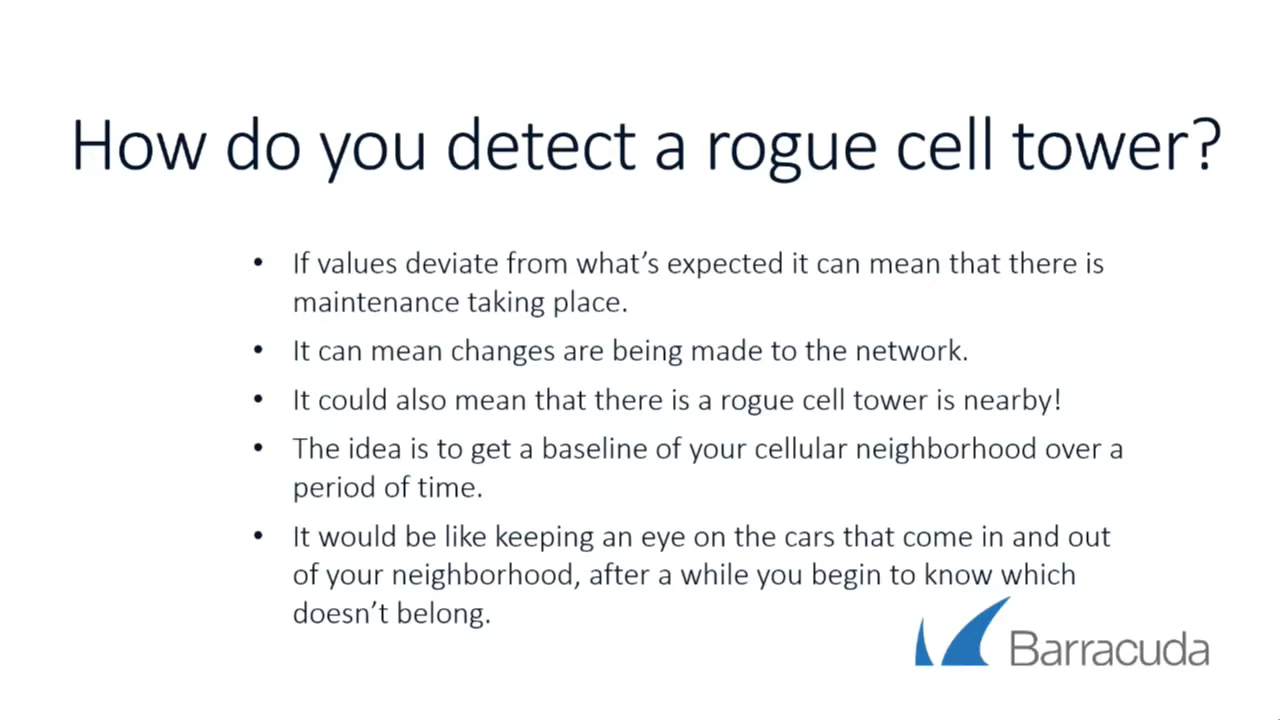 How do you detect a rogue cell tower?
• If values deviate from what's expected it can mean that there is
maintenance taking place.
• It can mean changes are being made to the network.
• It could also mean that there is a rogue cell tower is nearby!
• The idea is to get a baseline of your cellular neighborhood over a
period of time.
• It would be like keeping an eye on the cars that come in and out
of your neighborhood, after a while you begin to know which
doesn't belong.
Barracuda